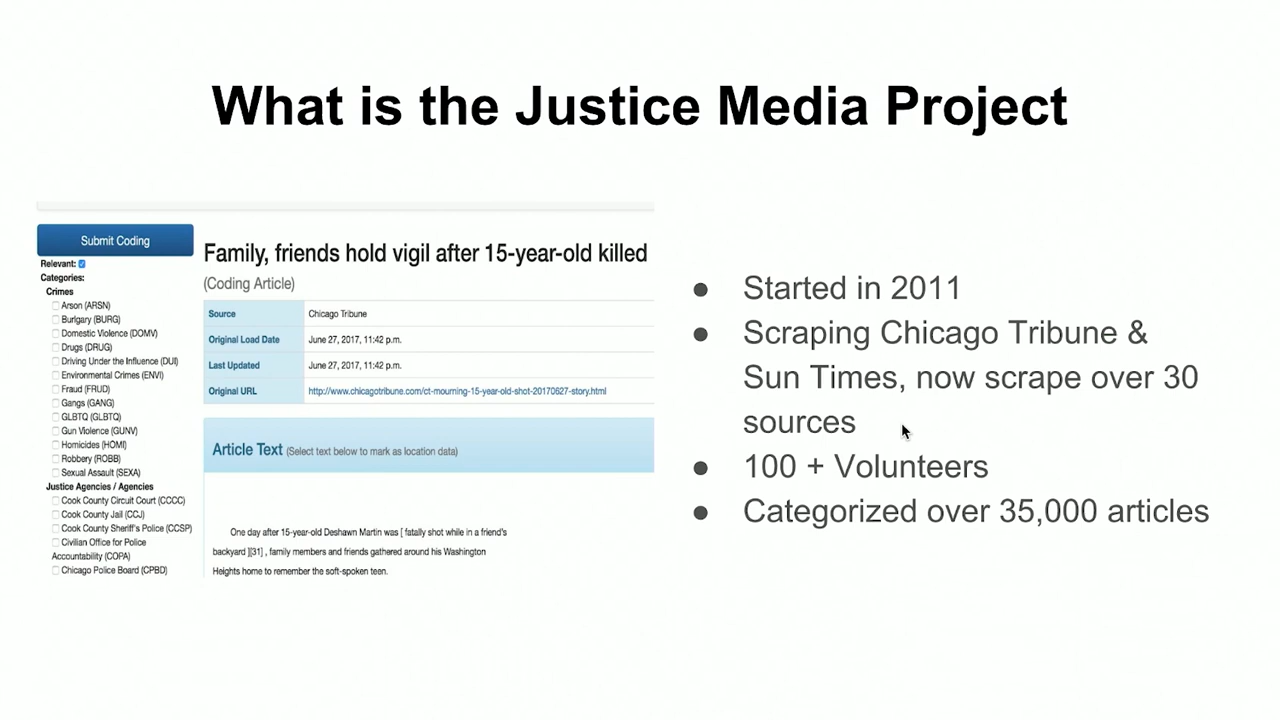 What is the Justice Media Project
Submit Coding
Relevant:
Categories:
Crimes
Arson (ARSN)
Burlgary (BURG)
Domestic Violence (DOMV)
Drugs (DRUG)
Driving Under the Influence (DUI)
Environmental Crimes (ENVI)
Fraud (FRUD)
Gangs (GANG)
GLBTQ (GLBTQ)
Gun Violence (GUNV)
Homicides (HOMI)
Robbery (ROBB)
Sexual Assault (SEXA)
Justice Agencies / Agencies
Cook County Circuit Court (CCCC)
Cook County Jail (CCJ)
Cook County Sheriff's Police (CCSP)
Civilian Office for Police
Accountability (COPA)
Chicago Police Board (CPBD)
Family, friends hold vigil after 15-year-old killed
(Coding Article)
Source Chicago Tribune
Original Load Date June 27, 2017, 11:42 p.m.
Last Updated June 27, 2017, 11:42 p.m.
Original URL http://www.chicagotribune.com/ct-mourning-15-year-old-shot-20170627-story.html
Article Text (Select text below to mark as location data)
One day after 15-year-old Deshawn Martin was [ fatally shot while in a friend's
backyard ][31] , family members and friends gathered around his Washington
Heights home to remember the soft-spoken teen.
● Started in 2011
● Scraping Chicago Tribune &
Sun Times, now scrape over 30
sources
● 100 + Volunteers
● Categorized over 35,000 articles